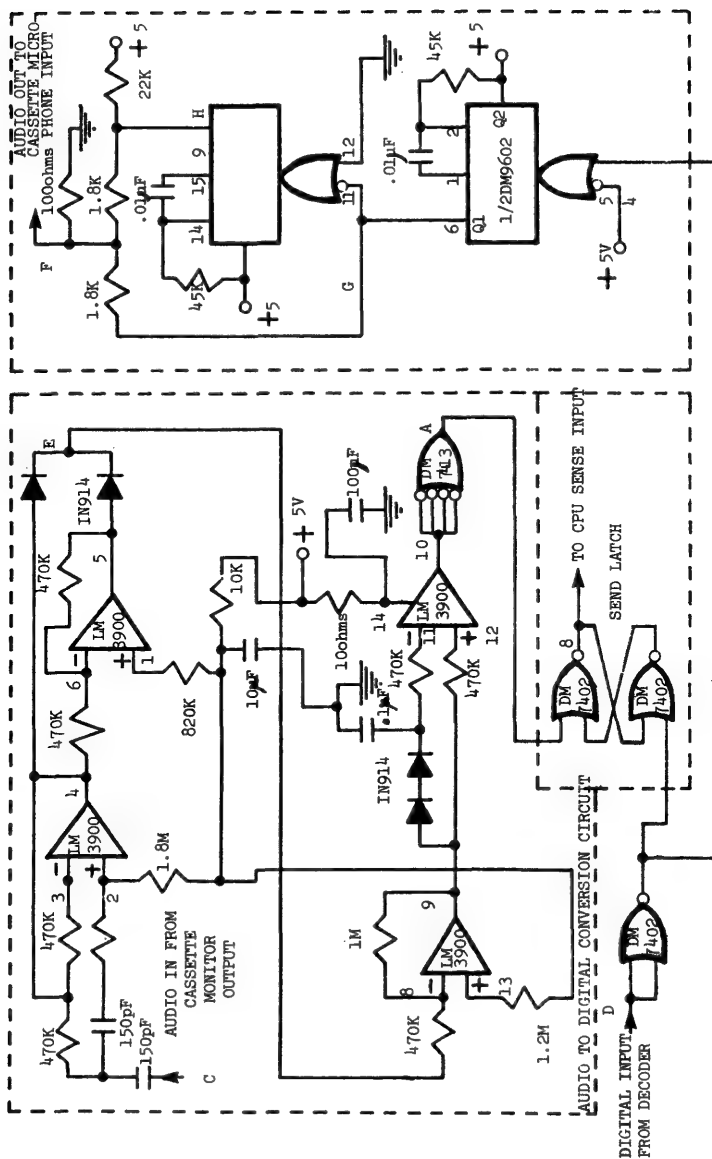 AUDIO OUT TO
CASSETTE MICRO-
PHONE INPUT
100ohms
+5
22K
1.8K
F
1.8K
H
9
15
14
.01mF
45K
+5
12
11
G
45K
+5
2
Q2
.01mF
1
1/2DM9602
6
Q1
5
4
+5V
E
IN914
470K
5
LM
3900
-
+
6
1
470K
820K
4
LM
3900
-
+
3
2
1.8M
470K
470K
150pF
150pF
C
AUDIO IN FROM
CASSETTE
MONITOR
OUTPUT
10K
10mF
+5V
10ohms
100mF
14
10
LM
3900
11
-
+
12
470K
470K
.1mF
IN914
DM
7413
A
9
1M
LM
3900
8
-
+
13
470K
1.2M
TO CPU SENSE INPUT
SEND LATCH
8
DM
7402
DM
7402
AUDIO TO DIGITAL CONVERSION CIRCUIT
D
DM
7402
DIGITAL INPUT
FROM DECODER